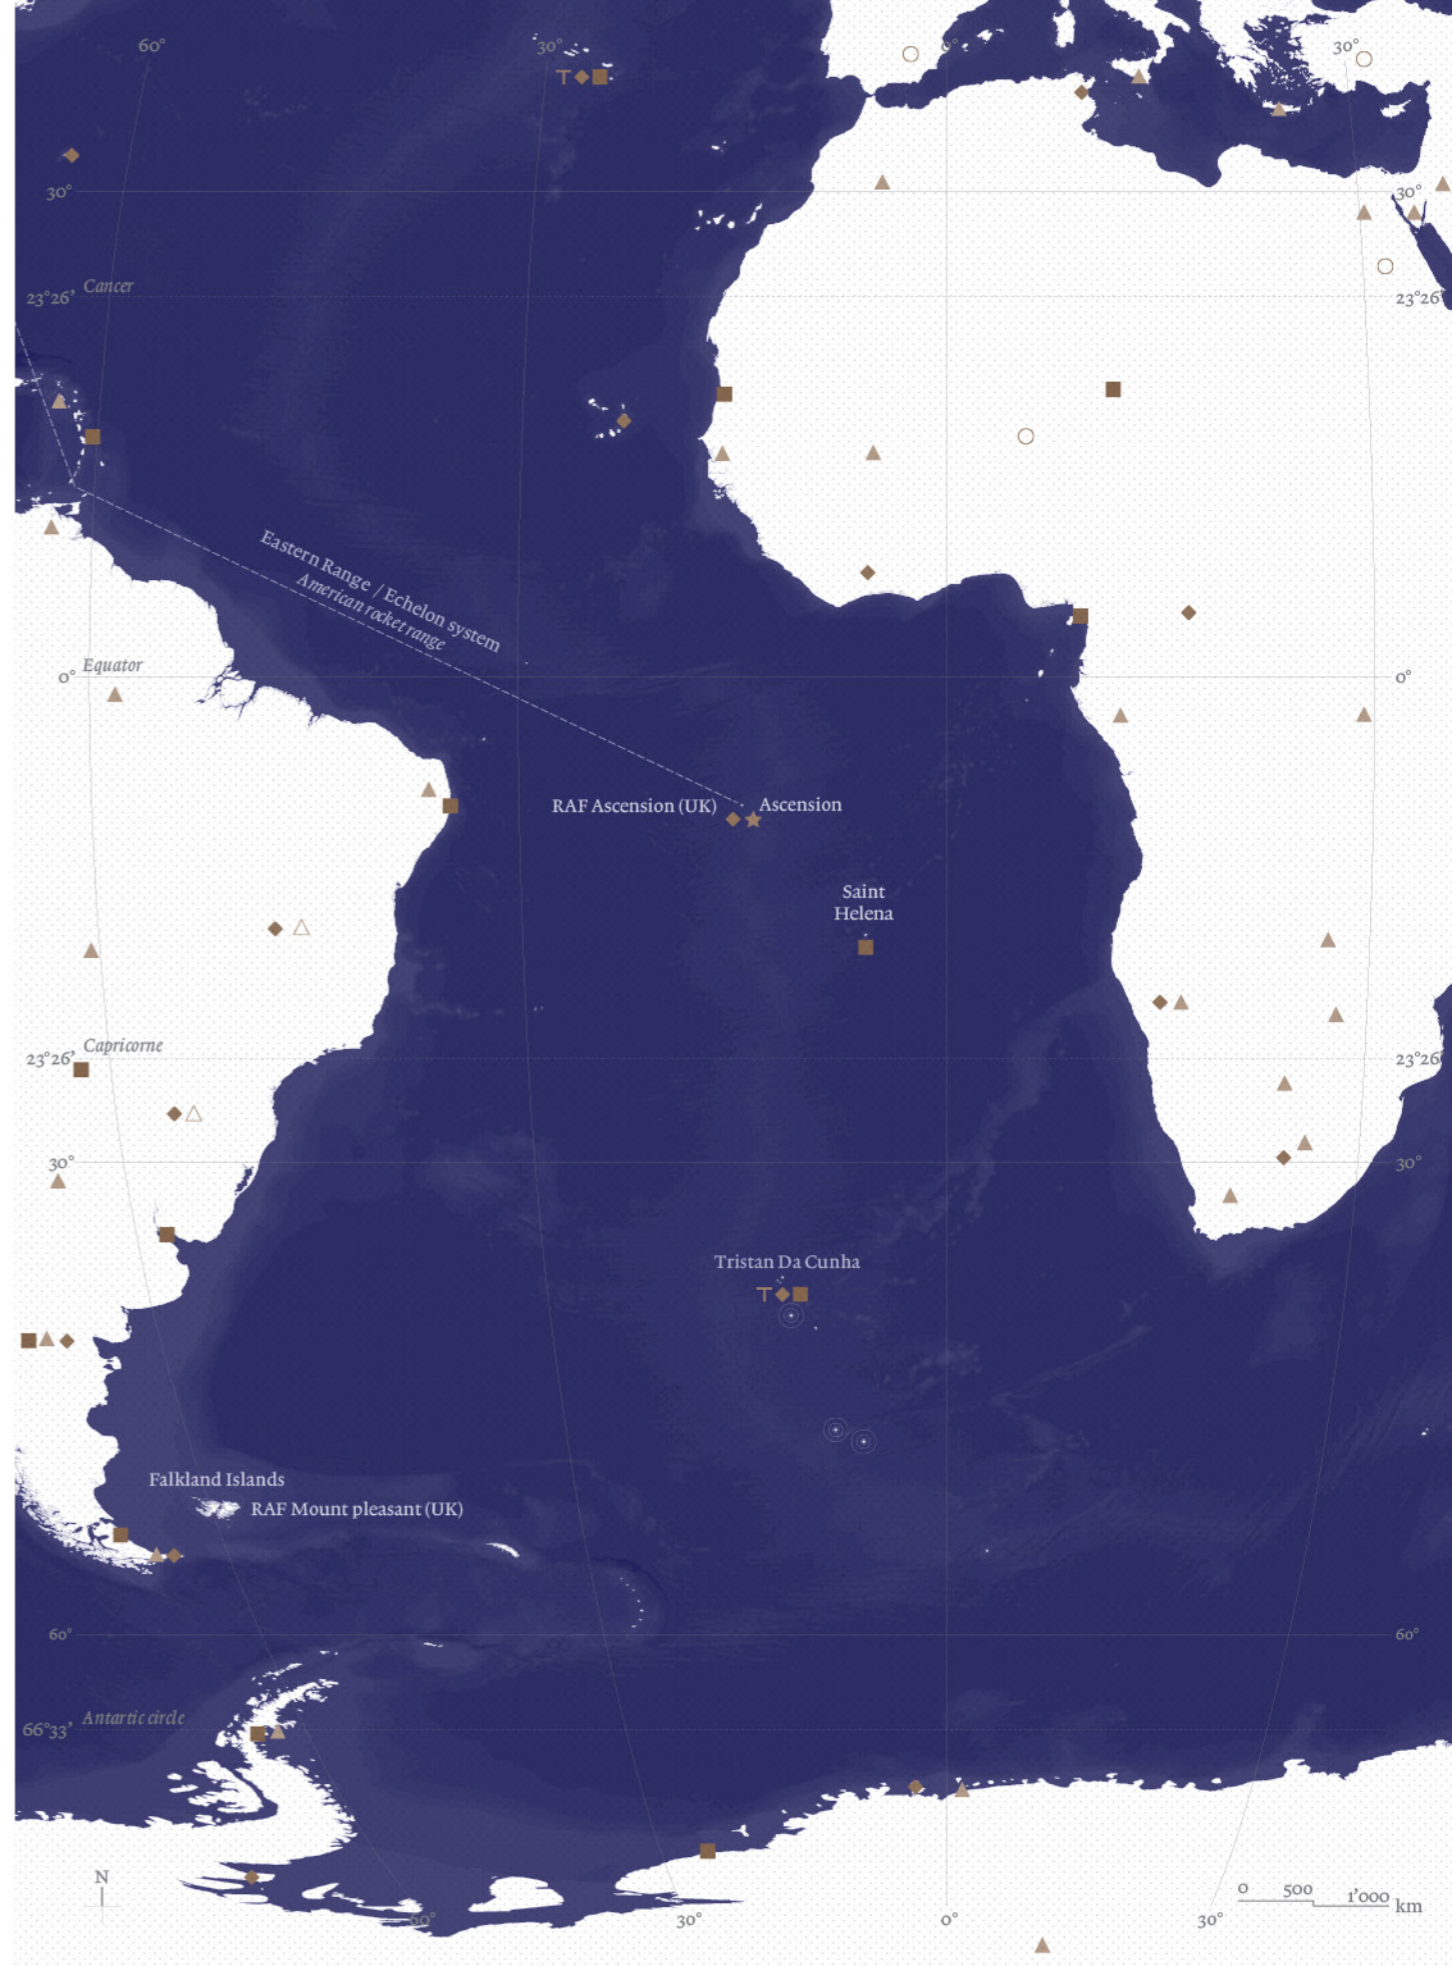 60°
30°
0°
30°
30°
30°
Cancer
23°26'
23°26'
Eastern Range / Echelon system
American rocket range
Equator
0°
0°
RAF Ascension (UK)
Ascension
Saint
Helena
Capricorne
23°26'
23°26'
30°
30°
Tristan Da Cunha
Falkland Islands
RAF Mount pleasant (UK)
60°
60°
Antartic circle
66°33'
N
0
500
1'000
km
60°
30°
0°
30°